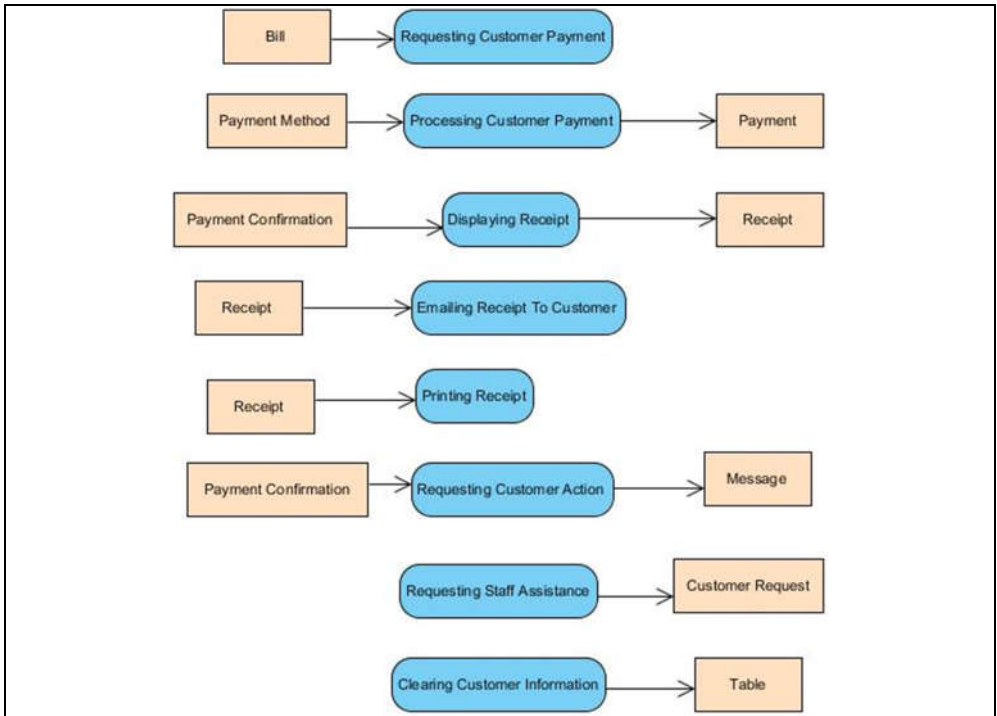 Bill
Requesting Customer Payment
Payment Method
Processing Customer Payment
Payment
Payment Confirmation
Displaying Receipt
Receipt
Receipt
Emailing Receipt To Customer
Receipt
Printing Receipt
Payment Confirmation
Requesting Customer Action
Message
Requesting Staff Assistance
Customer Request
Clearing Customer Information
Table